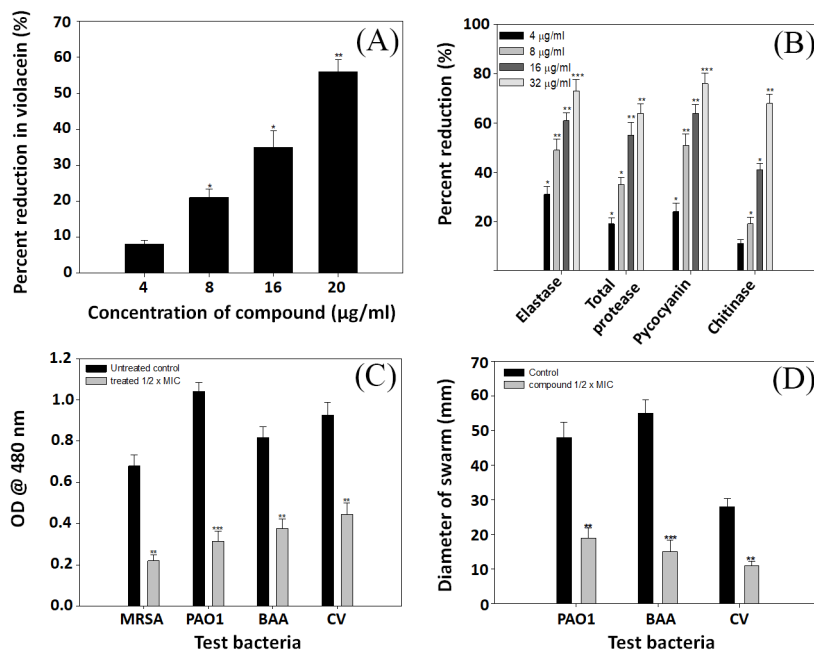 (A)
Percent reduction in violacein (%)
70
60
50
40
30
20
10
0
*
*
**
4 8 16 20
Concentration of compound (µg/ml)
(B)
Percent reduction (%)
100
80
60
40
20
4 µg/ml
8 µg/ml
16 µg/ml
32 µg/ml
* ** ** ***
* * ** **
* ** ** ***
* * **
Elastase
Total
protease
Pycocyanin
Chitinase
(C)
OD @ 480 nm
1.2
1.0
0.8
0.6
0.4
0.2
0.0
Untreated control
treated 1/2 x MIC
** *** ** **
MRSA PAO1 BAA CV
Test bacteria
(D)
Diameter of swarm (mm)
70
60
50
40
30
20
10
0
Control
compound 1/2 x MIC
** *** **
PAO1 BAA CV
Test bacteria